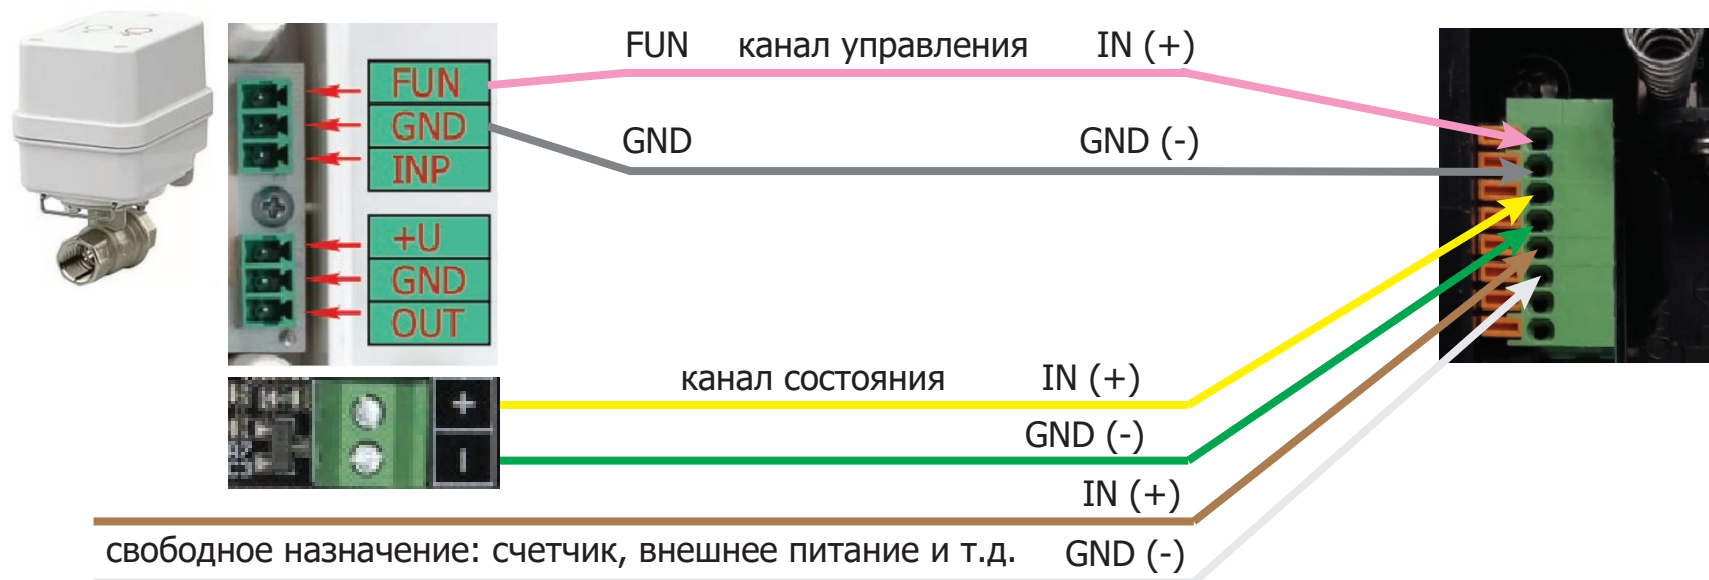 FUN канал управления IN (+)
FUN
GND
INP
GND GND (-)
+U
GND
OUT
канал состояния IN (+)
+
GND (-)
-
IN (+)
свободное назначение: счетчик, внешнее питание и т.д. GND (-)